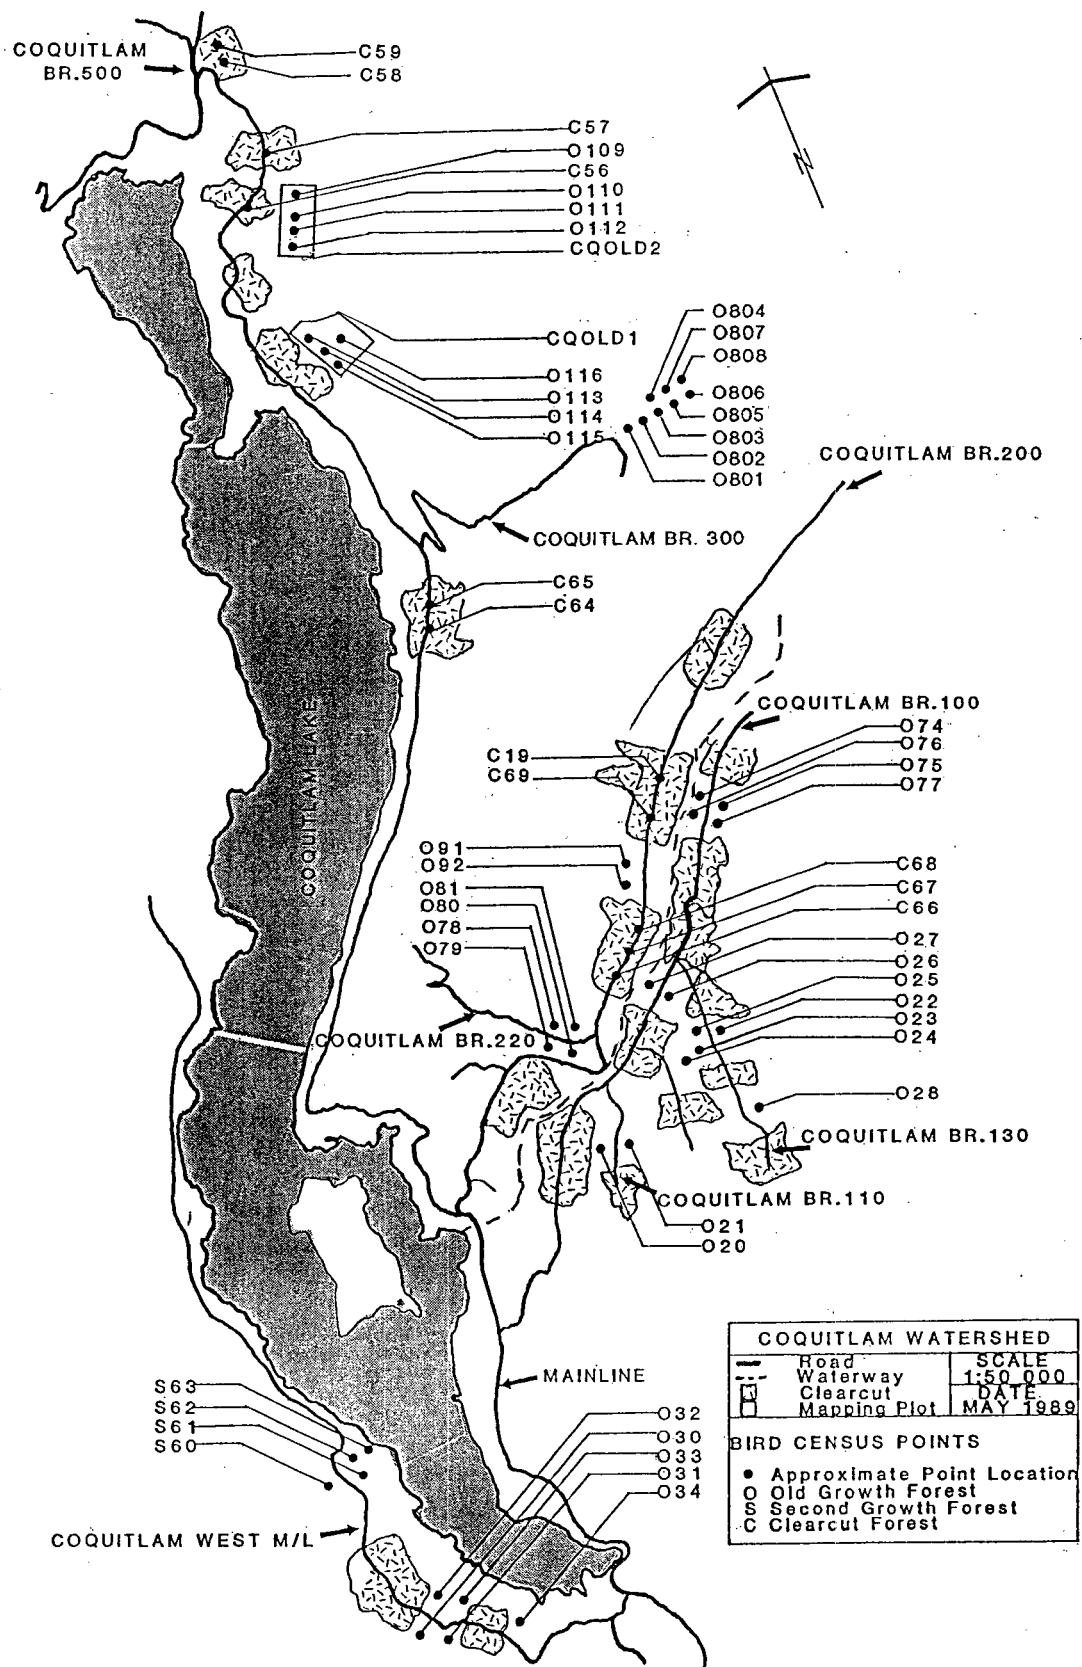 COQUITLAM
BR.500
C59
C58
C57
O109
C56
O110
O111
O112
CQOLD2
CQOLD1
O116
O113
O114
O115
O804
O807
O808
O806
O805
O803
O802
O801
COQUITLAM BR.200
COQUITLAM BR. 300
C65
C64
COQUITLAM LAKE
COQUITLAM BR.100
O74
O76
O75
O77
C19
C69
O91
O92
O81
O80
O78
O79
C68
C67
C66
O27
O26
O25
O22
O23
O24
O28
COQUITLAM BR.220
COQUITLAM BR.130
COQUITLAM BR.110
O21
O20
MAINLINE
S63
S62
S61
S60
O32
O30
O33
O31
O34
COQUITLAM WEST M/L
COQUITLAM WATERSHED
Road
Waterway
Clearcut
Mapping Plot
SCALE
1:50 000
DATE
MAY 1989
BIRD CENSUS POINTS
● Approximate Point Location
O Old Growth Forest
S Second Growth Forest
C Clearcut Forest